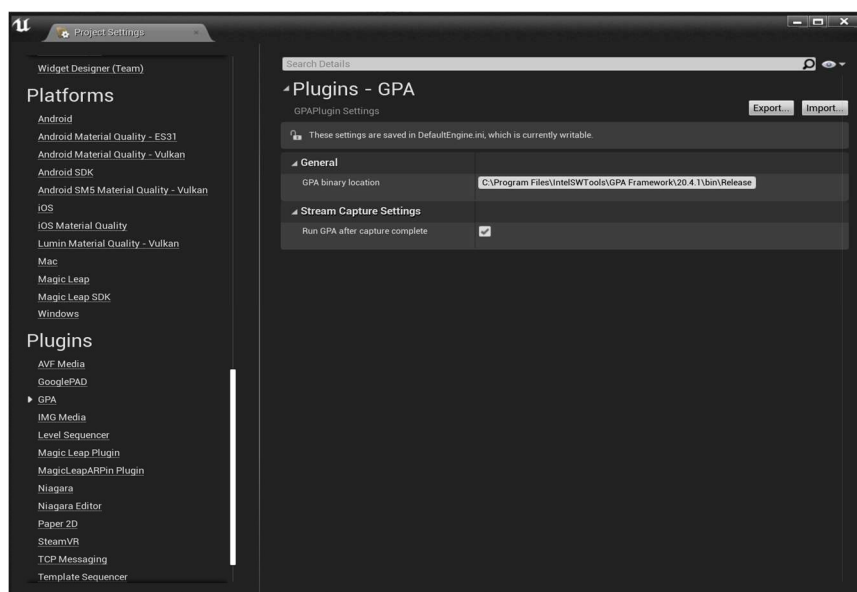 Project Settings
Widget Designer (Team)
Platforms
Android
Android Material Quality - ES31
Android Material Quality - Vulkan
Android SDK
Android SM5 Material Quality - Vulkan
iOS
iOS Material Quality
Lumin Material Quality - Vulkan
Mac
Magic Leap
Magic Leap SDK
Windows
Plugins
AVF Media
GooglePAD
GPA
IMG Media
Level Sequencer
Magic Leap Plugin
MagicLeapARPin Plugin
Niagara
Niagara Editor
Paper 2D
SteamVR
TCP Messaging
Template Sequencer
Search Details
Plugins - GPA
GPAPlugin Settings
Export... Import...
These settings are saved in DefaultEngine.ini, which is currently writable.
General
GPA binary location C:\Program Files\IntelSWTools\GPA Framework\20.4.1\bin\Release
Stream Capture Settings
Run GPA after capture complete